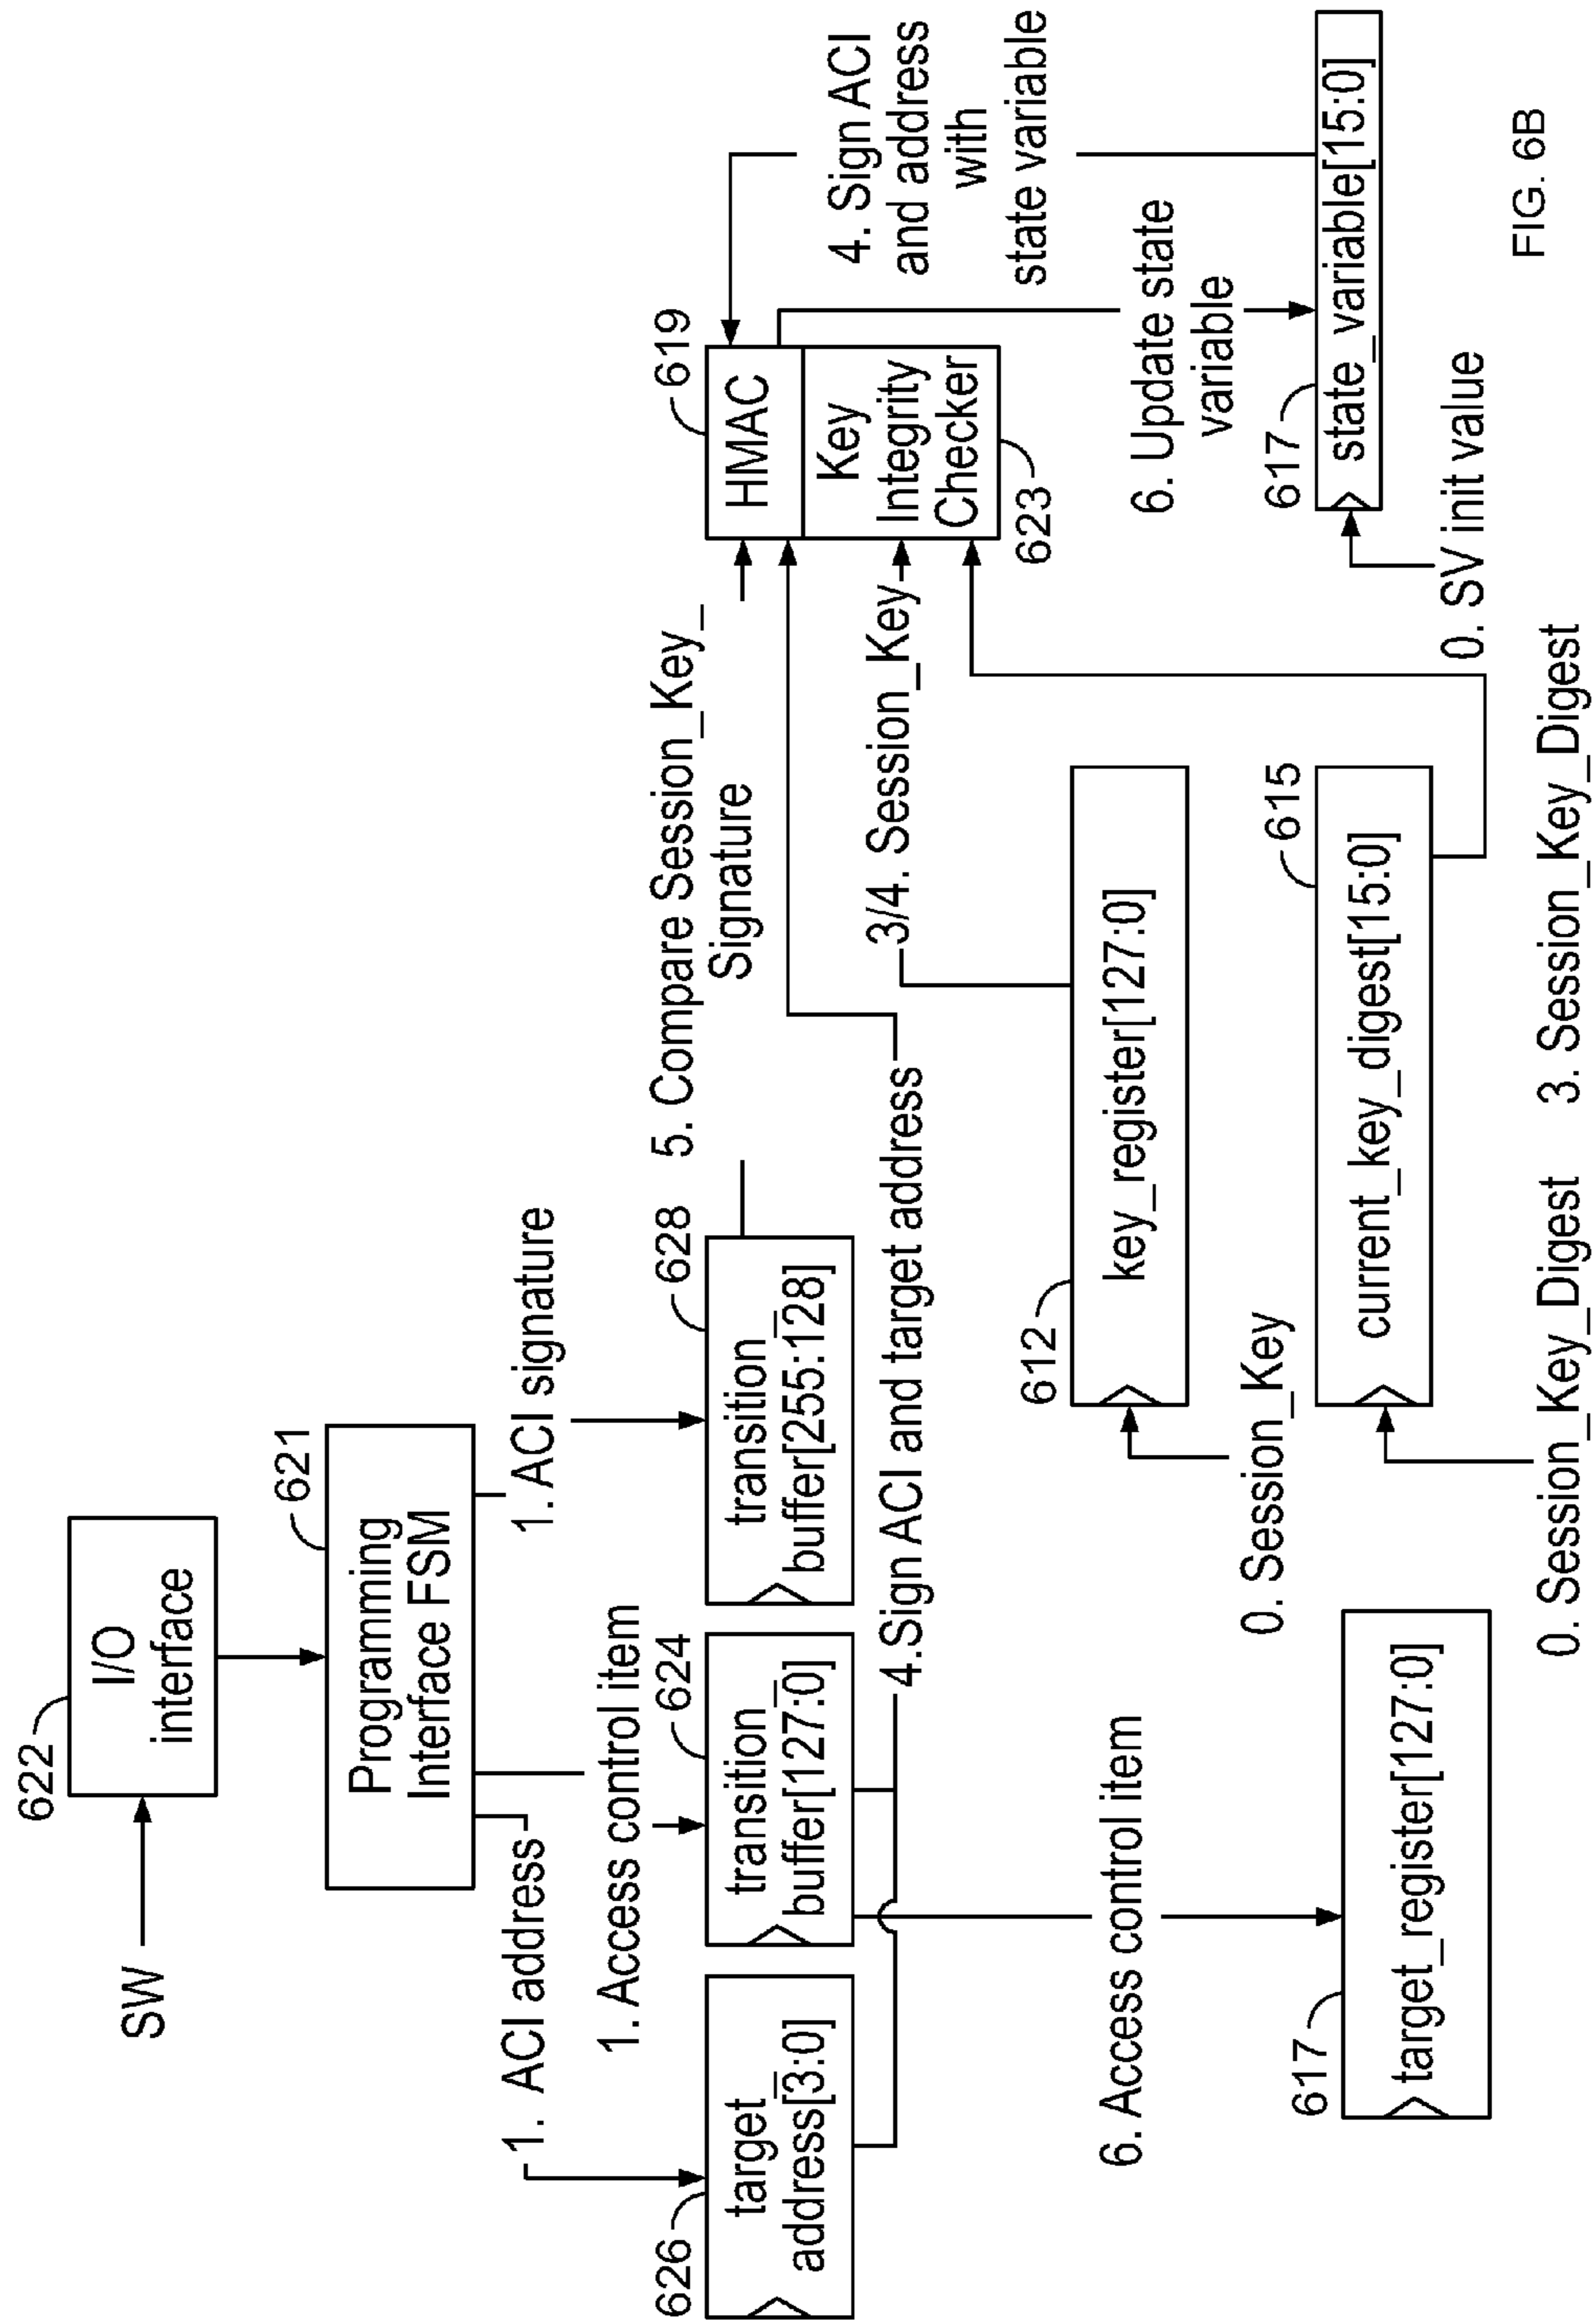 622
I/O
interface
SW
621
Programming
Interface FSM
1. ACI address
1. Access control item
1. ACI signature
626
target_
address[3:0]
624
transition_
buffer[127:0]
628
transition_
buffer[255:128]
5. Compare Session_Key_
Signature
619
HMAC
Key
Integrity
Checker
623
4. Sign ACI
and address
with
state variable
4.Sign ACI and target address
3/4. Session_Key
6. Update state
variable
612
key_register[127:0]
0. Session_Key
6. Access control item
617
target_register[127:0]
615
current_key_digest[15:0]
0. Session_Key_Digest
3. Session_Key_Digest
617
state_variable[15:0]
0. SV init value
FIG. 6B